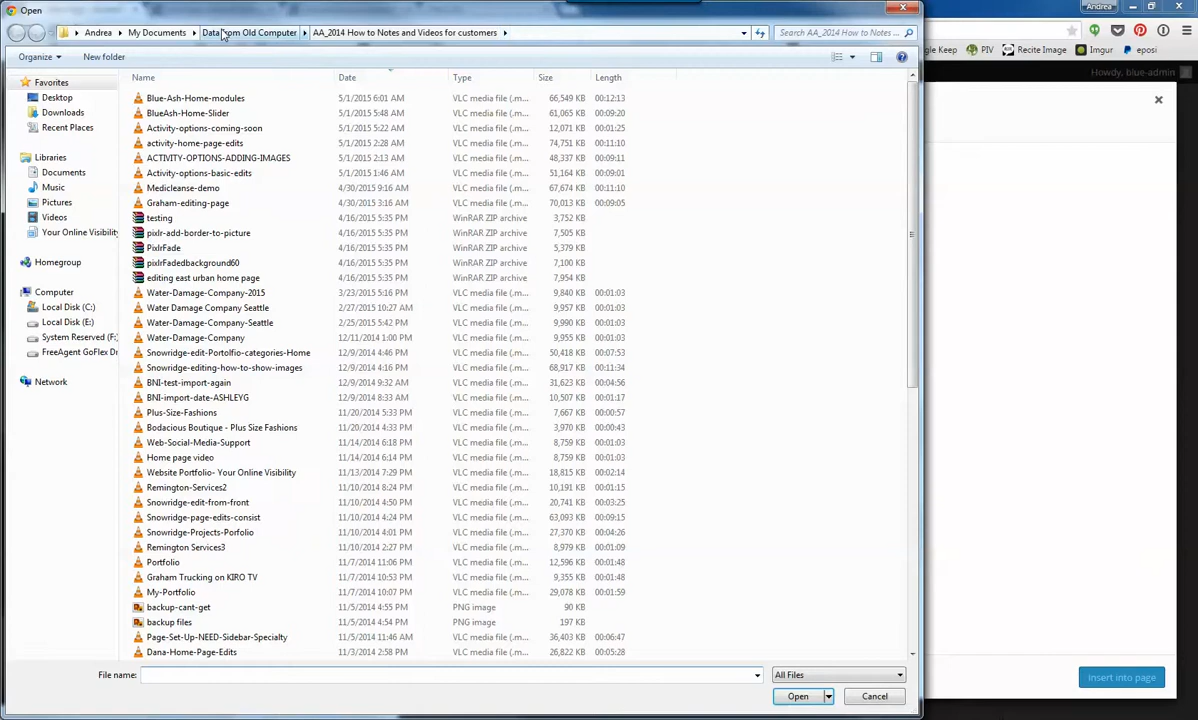 Open
Andrea
Andrea My Documents Data from Old Computer AA_2014 How to Notes and Videos for customers Search AA_2014 How to Notes ...
Organize New folder
Calendar PIV Recite Imgur eposi
Howdy, blue-admin
Name Date Type Size Length
Favorites
Desktop
Downloads
Recent Places
Libraries
Documents
Music
Pictures
Videos
Your Online Visibility
Homegroup
Computer
Local Disk (C:)
Local Disk (E:)
System Reserved (F:)
FreeAgent GoFlex Dr
Network
Blue-Ash-Home-modules 5/1/2015 6:01 AM VLC media file (.m... 66,549 KB 00:12:13
BlueAsh-Home-Slider 5/1/2015 5:48 AM VLC media file (.m... 61,065 KB 00:09:20
Activity-options-coming-soon 5/1/2015 5:22 AM VLC media file (.m... 12,071 KB 00:01:25
activity-home-page-edits 5/1/2015 2:28 AM VLC media file (.m... 74,751 KB 00:11:10
ACTIVITY-OPTIONS-ADDING-IMAGES 5/1/2015 2:13 AM VLC media file (.m... 48,337 KB 00:09:11
Activity-options-basic-edits 5/1/2015 1:46 AM VLC media file (.m... 51,164 KB 00:09:01
Medicleanse-demo 4/30/2015 9:16 AM VLC media file (.m... 67,674 KB 00:11:10
Graham-editing-page 4/30/2015 3:16 AM VLC media file (.m... 70,013 KB 00:09:05
testing 4/16/2015 5:35 PM WinRAR ZIP archive 3,752 KB
pixlr-add-border-to-picture 4/16/2015 5:35 PM WinRAR ZIP archive 7,505 KB
PixlrFade 4/16/2015 5:35 PM WinRAR ZIP archive 5,379 KB
pixlrFadedbackground60 4/16/2015 5:35 PM WinRAR ZIP archive 7,100 KB
editing east urban home page 4/16/2015 5:35 PM WinRAR ZIP archive 7,954 KB
Water-Damage-Company-2015 3/23/2015 5:16 PM VLC media file (.m... 9,840 KB 00:01:03
Water Damage Company Seattle 2/27/2015 10:27 AM VLC media file (.m... 9,957 KB 00:01:03
Water-Damage-Company-Seattle 2/25/2015 5:42 PM VLC media file (.m... 9,990 KB 00:01:03
Water-Damage-Company 12/11/2014 1:00 PM VLC media file (.m... 9,955 KB 00:01:03
Snowridge-edit-Portolfio-categories-Home 12/9/2014 4:46 PM VLC media file (.m... 50,418 KB 00:07:53
Snowridge-editing-how-to-show-images 12/9/2014 4:16 PM VLC media file (.m... 68,917 KB 00:11:34
BNI-test-import-again 12/9/2014 9:32 AM VLC media file (.m... 31,623 KB 00:04:56
BNI-import-date-ASHLEYG 12/9/2014 8:33 AM VLC media file (.m... 10,507 KB 00:01:17
Plus-Size-Fashions 11/20/2014 5:33 PM VLC media file (.m... 7,667 KB 00:00:57
Bodacious Boutique - Plus Size Fashions 11/20/2014 4:33 PM VLC media file (.m... 3,970 KB 00:00:43
Web-Social-Media-Support 11/14/2014 6:18 PM VLC media file (.m... 8,759 KB 00:01:03
Home page video 11/14/2014 6:14 PM VLC media file (.m... 8,759 KB 00:01:03
Website Portfolio- Your Online Visibility 11/13/2014 7:29 PM VLC media file (.m... 18,815 KB 00:02:14
Remington-Services2 11/10/2014 8:24 PM VLC media file (.m... 10,191 KB 00:01:15
Snowridge-edit-from-front 11/10/2014 4:50 PM VLC media file (.m... 20,741 KB 00:03:25
Snowridge-page-edits-consist 11/10/2014 4:24 PM VLC media file (.m... 63,093 KB 00:09:15
Snowridge-Projects-Porfolio 11/10/2014 4:01 PM VLC media file (.m... 27,370 KB 00:04:26
Remington Services3 11/10/2014 2:27 PM VLC media file (.m... 8,979 KB 00:01:09
Portfolio 11/7/2014 11:06 PM VLC media file (.m... 12,596 KB 00:01:48
Graham Trucking on KIRO TV 11/7/2014 10:53 PM VLC media file (.m... 9,355 KB 00:01:48
My-Portfolio 11/7/2014 10:07 PM VLC media file (.m... 29,078 KB 00:01:59
backup-cant-get 11/5/2014 4:55 PM PNG image 90 KB
backup files 11/5/2014 4:54 PM PNG image 197 KB
Page-Set-Up-NEED-Sidebar-Specialty 11/5/2014 11:46 AM VLC media file (.m... 36,403 KB 00:06:47
Dana-Home-Page-Edits 11/3/2014 2:58 PM VLC media file (.m... 26,822 KB 00:05:28
File name: All Files
Open Cancel
Insert into page